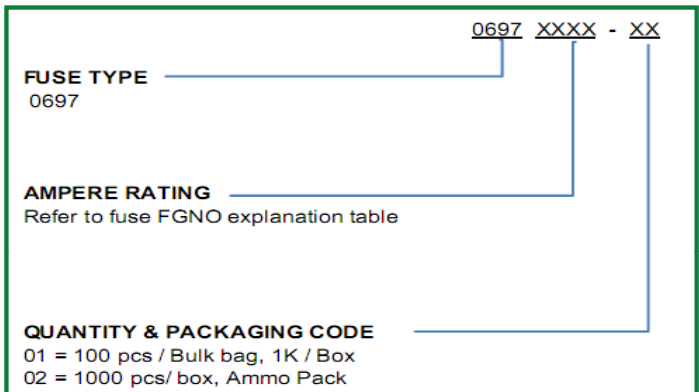 0697 XXXX - XX
FUSE TYPE
0697
AMPERE RATING
Refer to fuse FGNO explanation table
QUANTITY & PACKAGING CODE
01 = 100 pcs / Bulk bag, 1K / Box
02 = 1000 pcs/ box, Ammo Pack